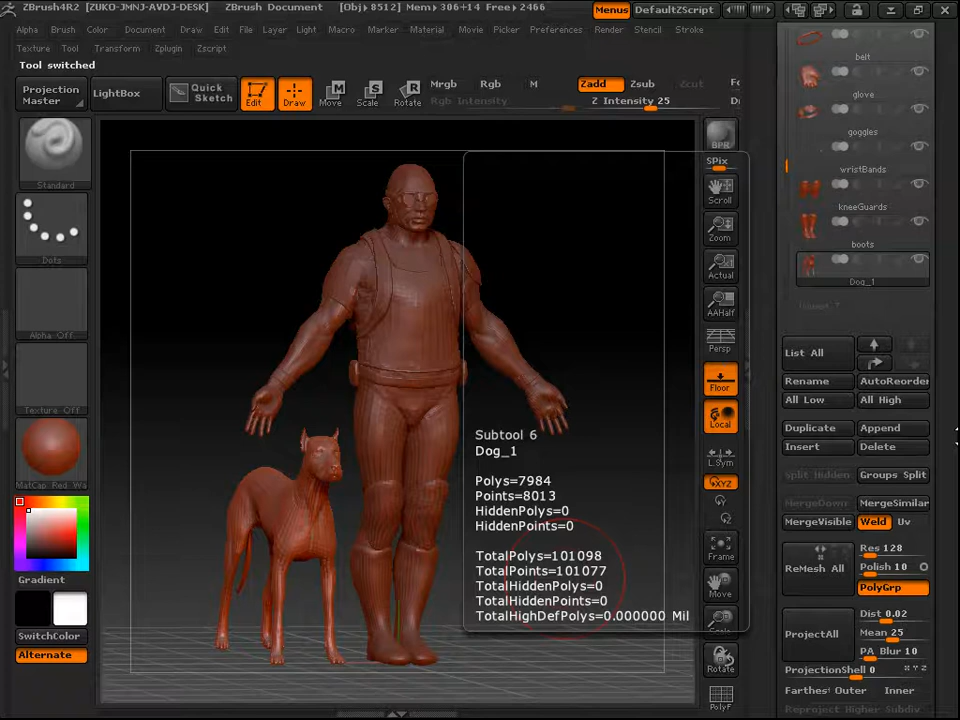 ZBrush4R2 [ZUKO-JMNJ-AVDJ-DESK] ZBrush Document [Obj▸8512] Mem▸306+14 Free▸2466 Menus DefaultZScript
Alpha Brush Color Document Draw Edit File Layer Light Macro Marker Material Movie Picker Preferences Render Stencil Stroke
Texture Tool Transform Zplugin Zscript
Tool switched
Projection Master LightBox Quick Sketch Edit Draw Move Scale Rotate Mrgb Rgb M Zadd Zsub Zcut
Rgb Intensity Z Intensity 25
Standard
Dots
Alpha Off
Texture Off
MatCap Red Wa
Gradient
SwitchColor
Alternate
BPR
SPix
Scroll
Zoom
Actual
AAHalf
Persp
Floor
Local
L.Sym
XYZ
Y
Z
Frame
Move
Scale
Rotate
PolyF
Subtool 6
Dog_1
Polys=7984
Points=8013
HiddenPolys=0
HiddenPoints=0
TotalPolys=101098
TotalPoints=101077
TotalHiddenPolys=0
TotalHiddenPoints=0
TotalHighDefPolys=0.000000 Mil
belt
glove
goggles
wristBands
kneeGuards
boots
Dog_1
List All
Rename AutoReorder
All Low All High
Duplicate Append
Insert Delete
Split Hidden Groups Split
MergeDown MergeSimilar
MergeVisible Weld Uv
ReMesh All Res 128
Polish 10
PolyGrp
ProjectAll Dist 0.02
Mean 25
PA Blur 10
ProjectionShell 0 X Y Z
Farthes Outer Inner
Reproject Higher Subdiv